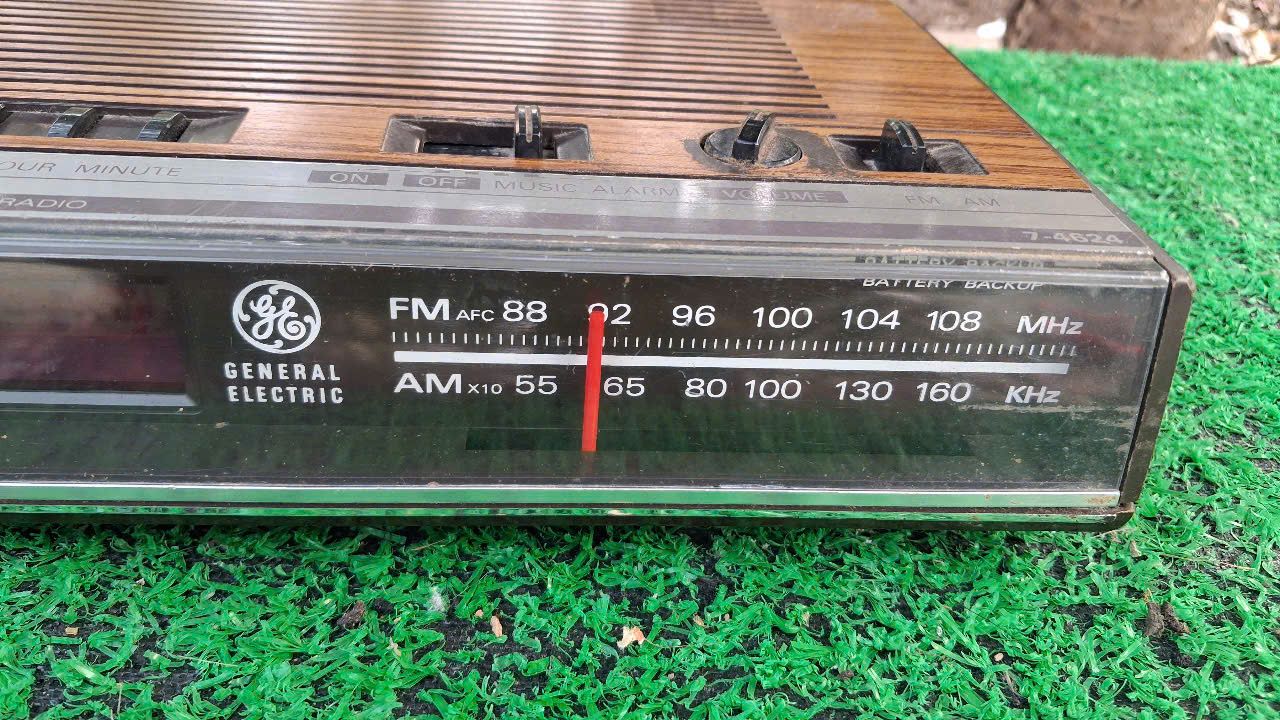 OUR MINUTE
ON OFF MUSIC ALARM VOLUME FM AM
RADIO
7-4624
BATTERY BACKUP
GE
GENERAL
ELECTRIC
FM AFC 88 92 96 100 104 108 MHz
AM X10 55 65 80 100 130 160 KHz